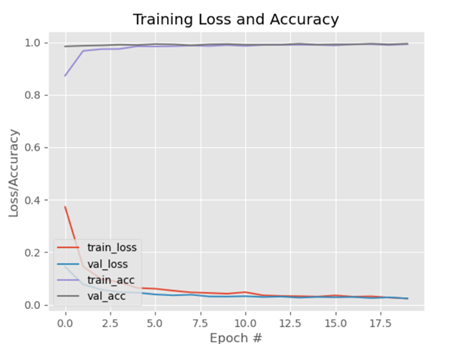 Training Loss and Accuracy
1.0
0.8
0.6
0.4
0.2
0.0
Loss/Accuracy
train_loss
val_loss
train_acc
val_acc
0.0 2.5 5.0 7.5 10.0 12.5 15.0 17.5
Epoch #